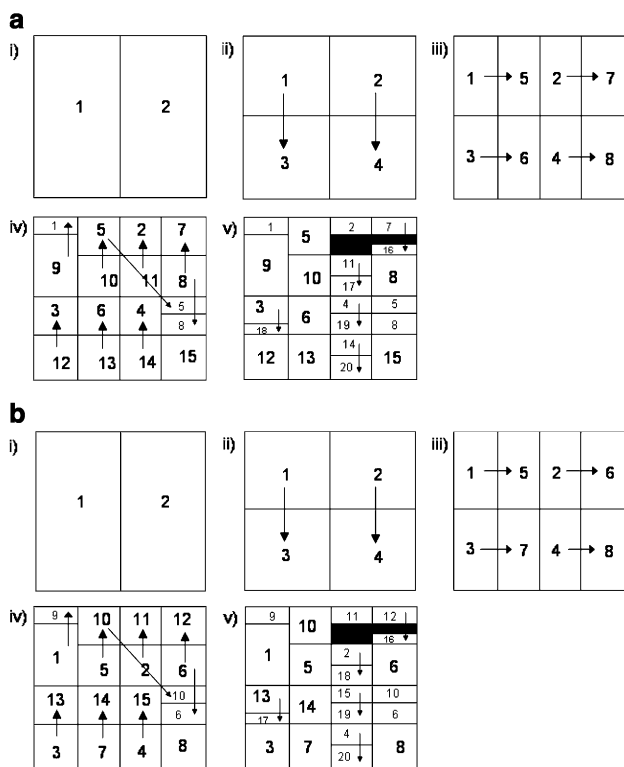 a
i) ii) iii)
1 2 1 2 1 5 2 7
3 4 3 6 4 8
iv) v)
1 5 2 7 1 5 2 7
16
9 10 11 8 9 10 11 8
17
3 6 4 5 3 6 4 5
8 18 19 8
12 13 14 15 12 13 14 15
20
b
i) ii) iii)
1 2 1 2 1 5 2 6
3 4 3 7 4 8
iv) v)
9 10 11 12 9 10 11 12
16
1 5 2 6 1 5 2 6
18
13 14 15 10 13 14 15 10
6 17 19 6
3 7 4 8 3 7 4 8
20